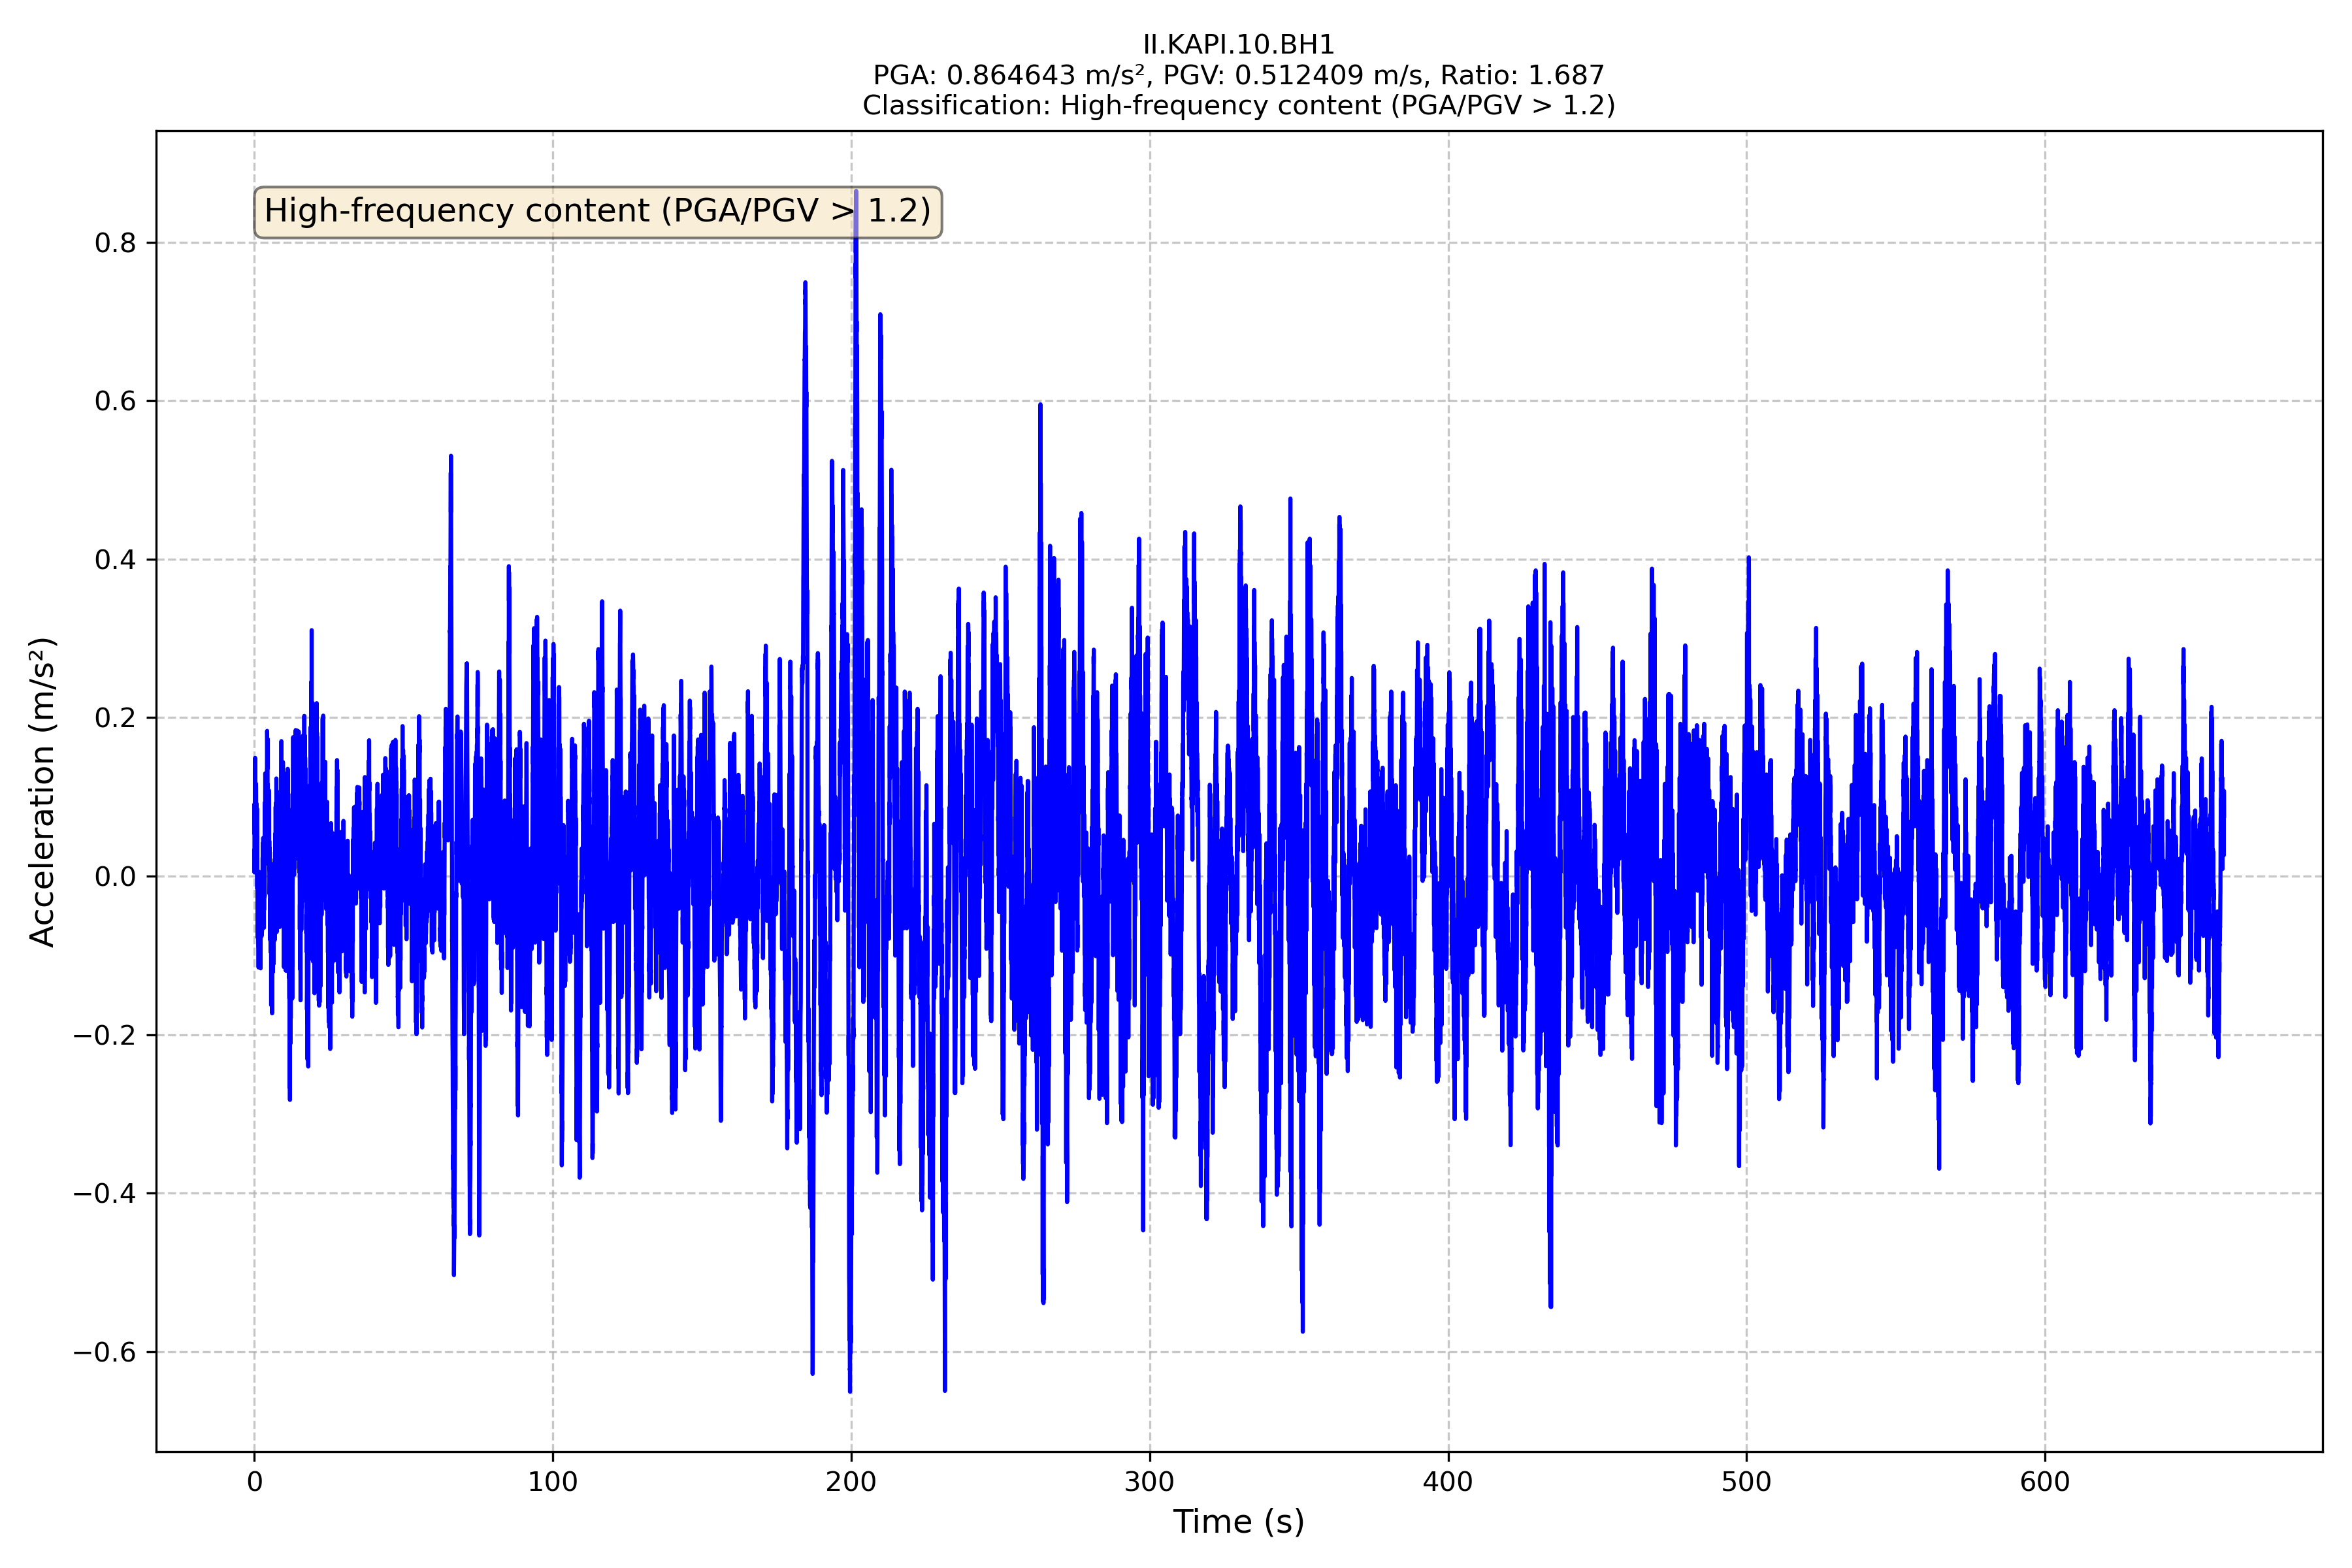 II.KAPI.10.BH1
PGA: 0.864643 m/s², PGV: 0.512409 m/s, Ratio: 1.687
Classification: High-frequency content (PGA/PGV > 1.2)
High-frequency content (PGA/PGV > 1.2)
Acceleration (m/s²)
0.8
0.6
0.4
0.2
0.0
−0.2
−0.4
−0.6
0 100 200 300 400 500 600
Time (s)